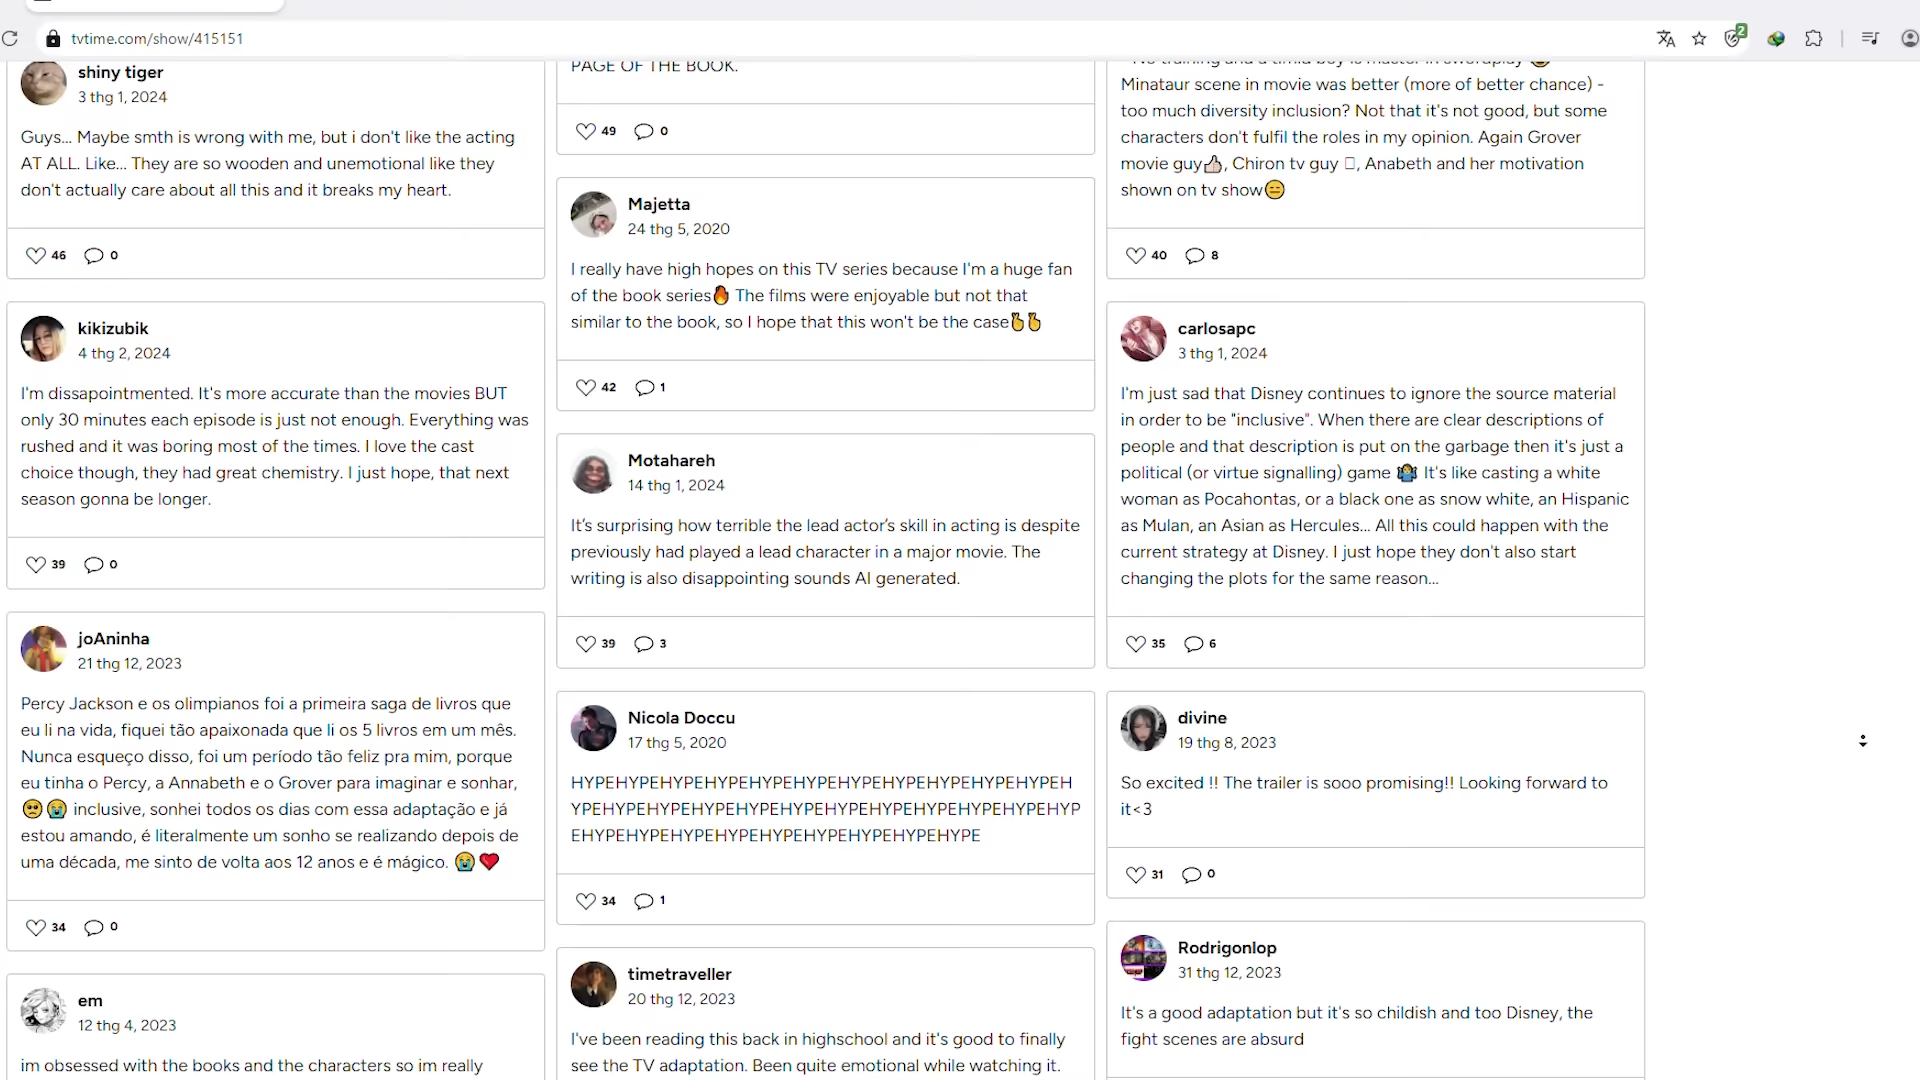 tvtime.com/show/415151
2
shiny tiger
3 thg 1, 2024
Guys... Maybe smth is wrong with me, but i don't like the acting
AT ALL. Like... They are so wooden and unemotional like they
don't actually care about all this and it breaks my heart.
46 0
kikizubik
4 thg 2, 2024
I'm dissapointmented. It's more accurate than the movies BUT
only 30 minutes each episode is just not enough. Everything was
rushed and it was boring most of the times. I love the cast
choice though, they had great chemistry. I just hope, that next
season gonna be longer.
39 0
joAninha
21 thg 12, 2023
Percy Jackson e os olimpianos foi a primeira saga de livros que
eu li na vida, fiquei tão apaixonada que li os 5 livros em um mês.
Nunca esqueço disso, foi um período tão feliz pra mim, porque
eu tinha o Percy, a Annabeth e o Grover para imaginar e sonhar,
🥺😭 inclusive, sonhei todos os dias com essa adaptação e já
estou amando, é literalmente um sonho se realizando depois de
uma década, me sinto de volta aos 12 anos e é mágico. 😭❤️
34 0
em
12 thg 4, 2023
im obsessed with the books and the characters so im really
PAGE OF THE BOOK.
49 0
Majetta
24 thg 5, 2020
I really have high hopes on this TV series because I'm a huge fan
of the book series🔥 The films were enjoyable but not that
similar to the book, so I hope that this won't be the case🤞🤞
42 1
Motahareh
14 thg 1, 2024
It's surprising how terrible the lead actor's skill in acting is despite
previously had played a lead character in a major movie. The
writing is also disappointing sounds AI generated.
39 3
Nicola Doccu
17 thg 5, 2020
HYPEHYPEHYPEHYPEHYPEHYPEHYPEHYPEHYPEHYPEHYPEH
YPEHYPEHYPEHYPEHYPEHYPEHYPEHYPEHYPEHYPEHYPEHYP
EHYPEHYPEHYPEHYPEHYPEHYPEHYPEHYPEHYPE
34 1
timetraveller
20 thg 12, 2023
I've been reading this back in highschool and it's good to finally
see the TV adaptation. Been quite emotional while watching it.
- No training and a timid boy is master in swordplay
Minataur scene in movie was better (more of better chance) -
too much diversity inclusion? Not that it's not good, but some
characters don't fulfil the roles in my opinion. Again Grover
movie guy👍🏻, Chiron tv guy ▯, Anabeth and her motivation
shown on tv show😑
40 8
carlosapc
3 thg 1, 2024
I'm just sad that Disney continues to ignore the source material
in order to be "inclusive". When there are clear descriptions of
people and that description is put on the garbage then it's just a
political (or virtue signalling) game 🤷 It's like casting a white
woman as Pocahontas, or a black one as snow white, an Hispanic
as Mulan, an Asian as Hercules... All this could happen with the
current strategy at Disney. I just hope they don't also start
changing the plots for the same reason...
35 6
divine
19 thg 8, 2023
So excited !! The trailer is sooo promising!! Looking forward to
it<3
31 0
Rodrigonlop
31 thg 12, 2023
It's a good adaptation but it's so childish and too Disney, the
fight scenes are absurd